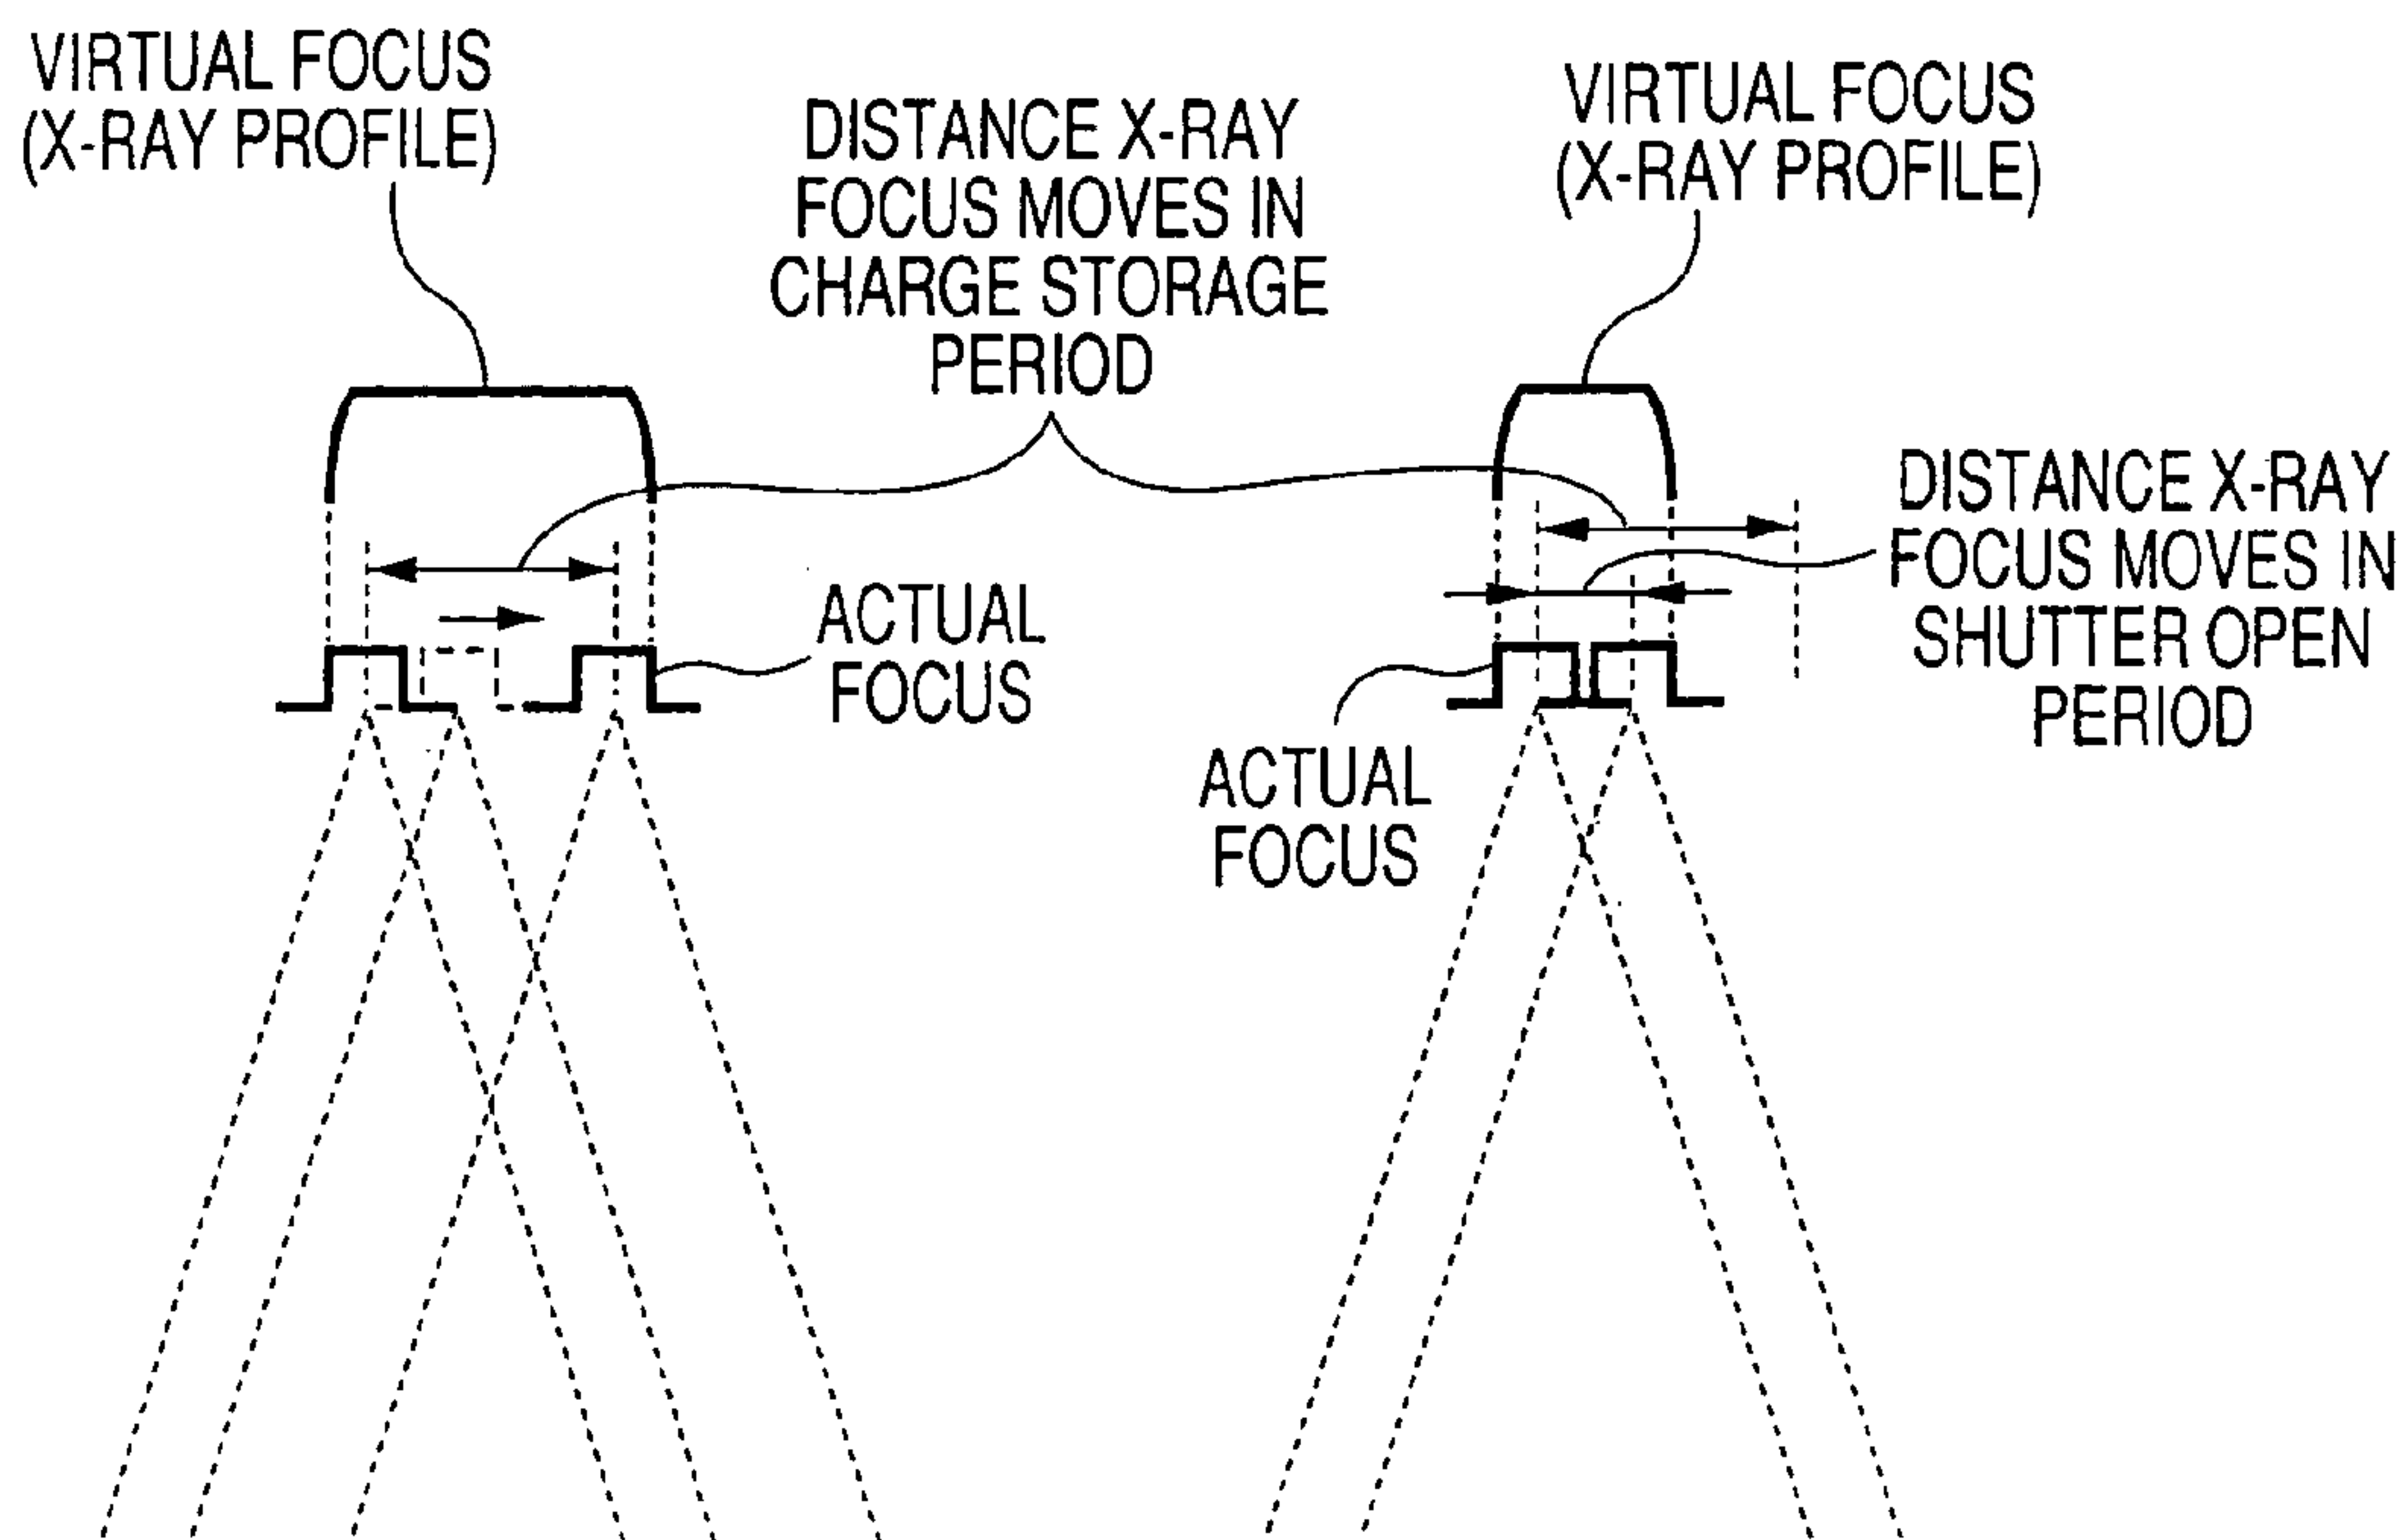 VIRTUAL FOCUS
(X-RAY PROFILE)
DISTANCE X-RAY
FOCUS MOVES IN
CHARGE STORAGE
PERIOD
VIRTUAL FOCUS
(X-RAY PROFILE)
DISTANCE X-RAY
FOCUS MOVES IN
SHUTTER OPEN
PERIOD
ACTUAL
FOCUS
ACTUAL
FOCUS